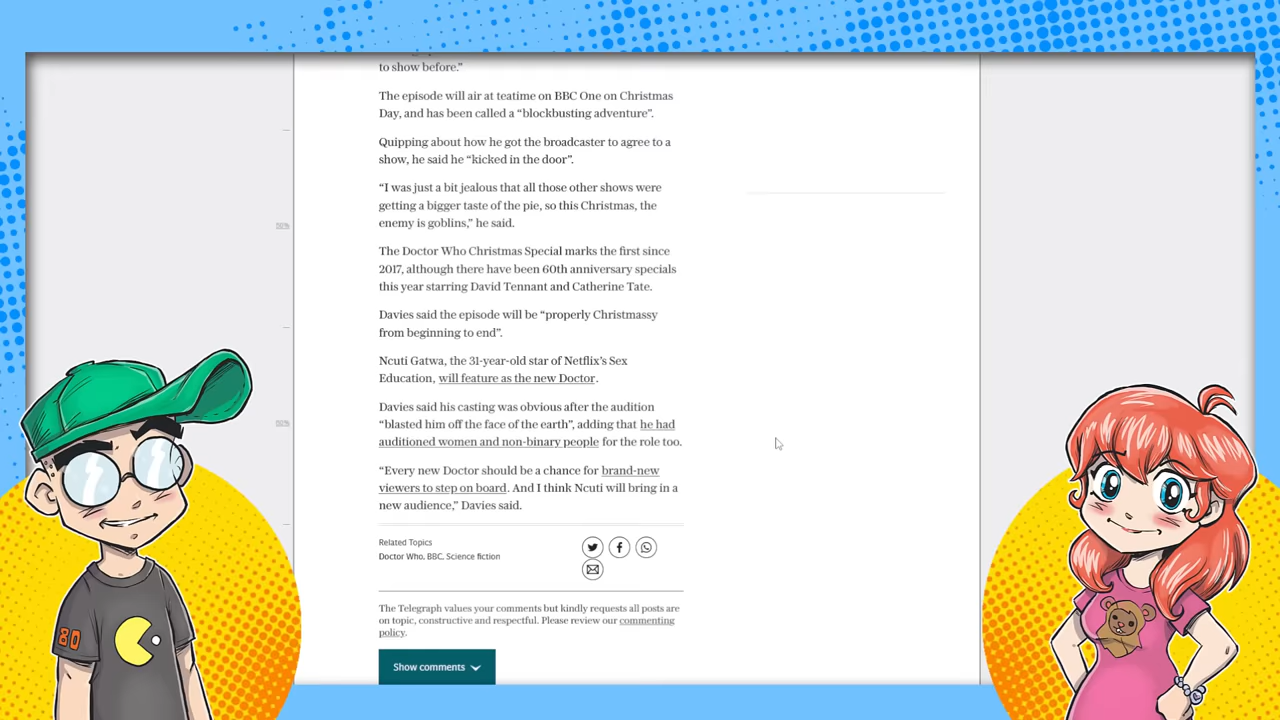 to show before.”
The episode will air at teatime on BBC One on Christmas
Day, and has been called a “blockbusting adventure”.
Quipping about how he got the broadcaster to agree to a
show, he said he “kicked in the door”.
“I was just a bit jealous that all those other shows were
getting a bigger taste of the pie, so this Christmas, the
enemy is goblins,” he said.
The Doctor Who Christmas Special marks the first since
2017, although there have been 60th anniversary specials
this year starring David Tennant and Catherine Tate.
Davies said the episode will be “properly Christmassy
from beginning to end”.
Ncuti Gatwa, the 31-year-old star of Netflix’s Sex
Education, will feature as the new Doctor.
Davies said his casting was obvious after the audition
“blasted him off the face of the earth”, adding that he had
auditioned women and non-binary people for the role too.
“Every new Doctor should be a chance for brand-new
viewers to step on board. And I think Ncuti will bring in a
new audience,” Davies said.
Related Topics
Doctor Who, BBC, Science fiction
The Telegraph values your comments but kindly requests all posts are
on topic, constructive and respectful. Please review our commenting
policy.
Show comments
80